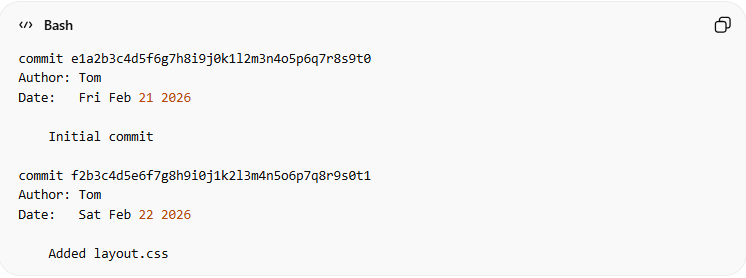 Bash
commit e1a2b3c4d5f6g7h8i9j0k1l2m3n4o5p6q7r8s9t0
Author: Tom
Date:   Fri Feb 21 2026
Initial commit
commit f2b3c4d5e6f7g8h9i0j1k2l3m4n5o6p7q8r9s0t1
Author: Tom
Date:   Sat Feb 22 2026
Added layout.css